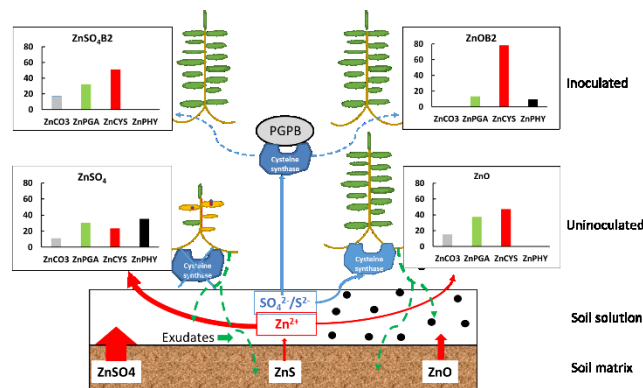 ZnSO4B2
80
60
40
20
0
ZnCO3 ZnPGA ZnCYS ZnPHY
ZnOB2
80
60
40
20
0
ZnCO3 ZnPGA ZnCYS ZnPHY
Inoculated
PGPB
Cysteine
synthase
ZnSO4
80
60
40
20
0
ZnCO3 ZnPGA ZnCYS ZnPHY
Cysteine
synthase
Cysteine
synthase
ZnO
80
60
40
20
0
ZnCO3 ZnPGA ZnCYS ZnPHY
Uninoculated
SO4²⁻/S²⁻
Zn²⁺
Exudates
Soil solution
ZnSO4
ZnS
ZnO
Soil matrix